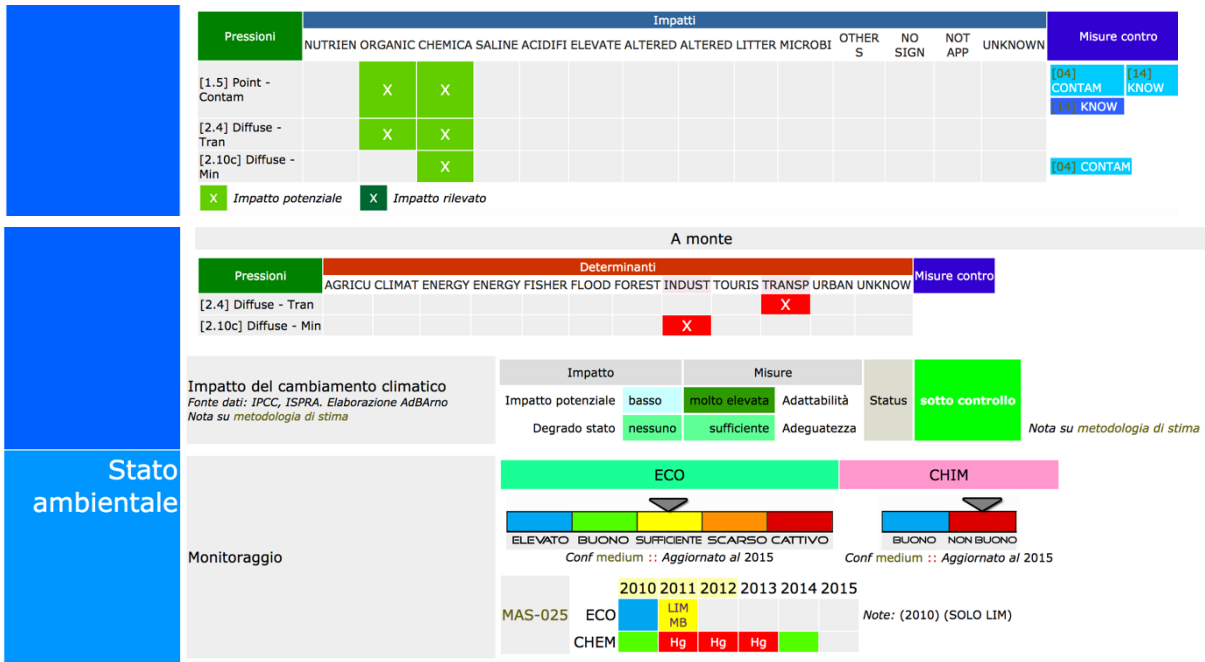 Impatti
Pressioni NUTRIEN ORGANIC CHEMICA SALINE ACIDIFI ELEVATE ALTERED ALTERED LITTER MICROBI OTHER S NO SIGN NOT APP UNKNOWN Misure contro
[1.5] Point - Contam X X [04] CONTAM [14] KNOW
[14] KNOW
[2.4] Diffuse - Tran X X
[2.10c] Diffuse - Min X [04] CONTAM
X Impatto potenziale X Impatto rilevato
A monte
Determinanti
Pressioni AGRICU CLIMAT ENERGY ENERGY FISHER FLOOD FOREST INDUST TOURIS TRANSP URBAN UNKNOW Misure contro
[2.4] Diffuse - Tran X
[2.10c] Diffuse - Min X
Impatto del cambiamento climatico
Fonte dati: IPCC, ISPRA. Elaborazione AdBArno
Nota su metodologia di stima
Impatto Misure
Impatto potenziale basso molto elevata Adattabilità Status sotto controllo
Degrado stato nessuno sufficiente Adeguatezza
Nota su metodologia di stima
Stato
ambientale
Monitoraggio
ECO CHIM
ELEVATO BUONO SUFFICIENTE SCARSO CATTIVO BUONO NON BUONO
Conf medium :: Aggiornato al 2015 Conf medium :: Aggiornato al 2015
2010 2011 2012 2013 2014 2015
MAS-025 ECO LIM MB Note: (2010) (SOLO LIM)
CHEM Hg Hg Hg